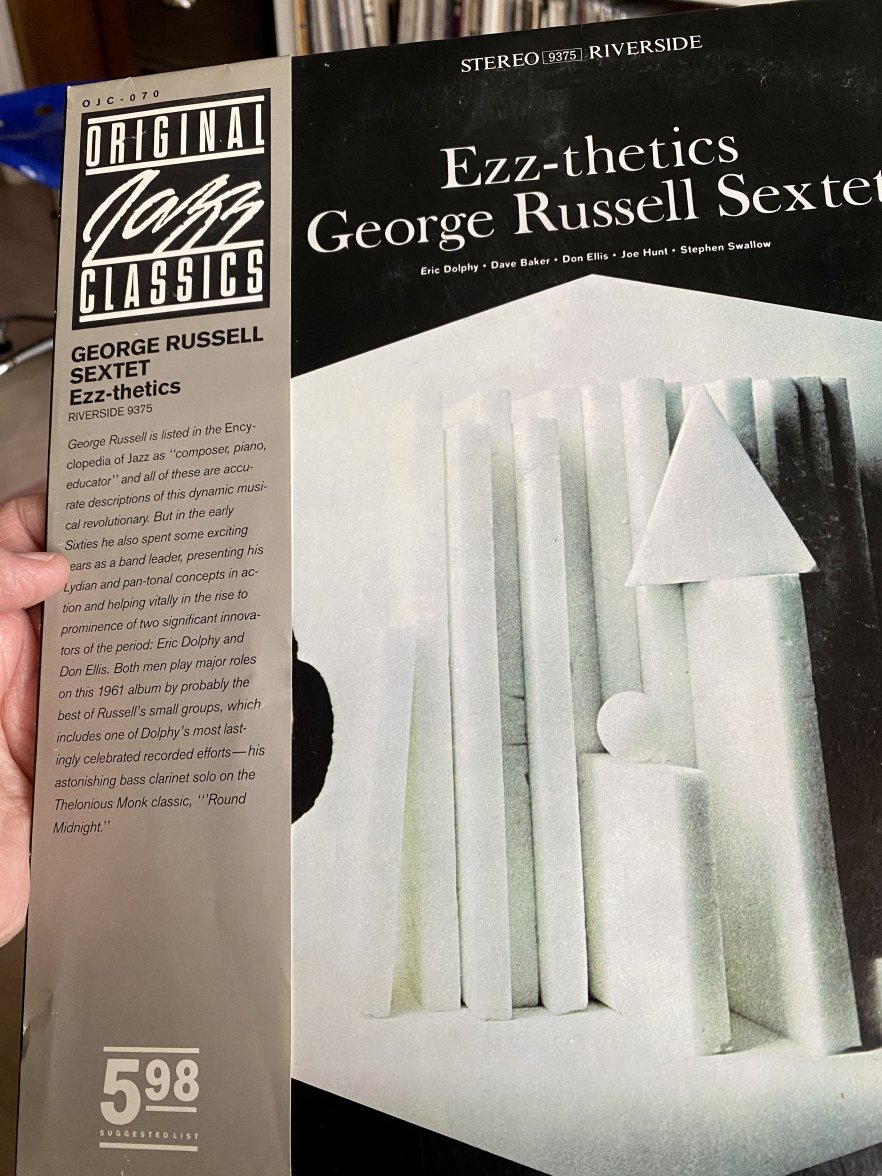 OJC-070
ORIGINAL
Jazz
CLASSICS
GEORGE RUSSELL
SEXTET
Ezz-thetics
RIVERSIDE 9375
George Russell is listed in the Ency-
clopedia of Jazz as “composer, piano,
educator” and all of these are accu-
rate descriptions of this dynamic musi-
cal revolutionary. But in the early
Sixties he also spent some exciting
ears as a band leader, presenting his
Lydian and pan-tonal concepts in ac-
tion and helping vitally in the rise to
prominence of two significant innova-
tors of the period: Eric Dolphy and
Don Ellis. Both men play major roles
on this 1961 album by probably the
best of Russell's small groups, which
includes one of Dolphy's most last-
ingly celebrated recorded efforts—his
astonishing bass clarinet solo on the
Thelonious Monk classic, “'Round
Midnight.”
5 98
SUGGESTED LIST
STEREO 9375 RIVERSIDE
Ezz-thetics
George Russell Sextet
Eric Dolphy • Dave Baker • Don Ellis • Joe Hunt • Stephen Swallow